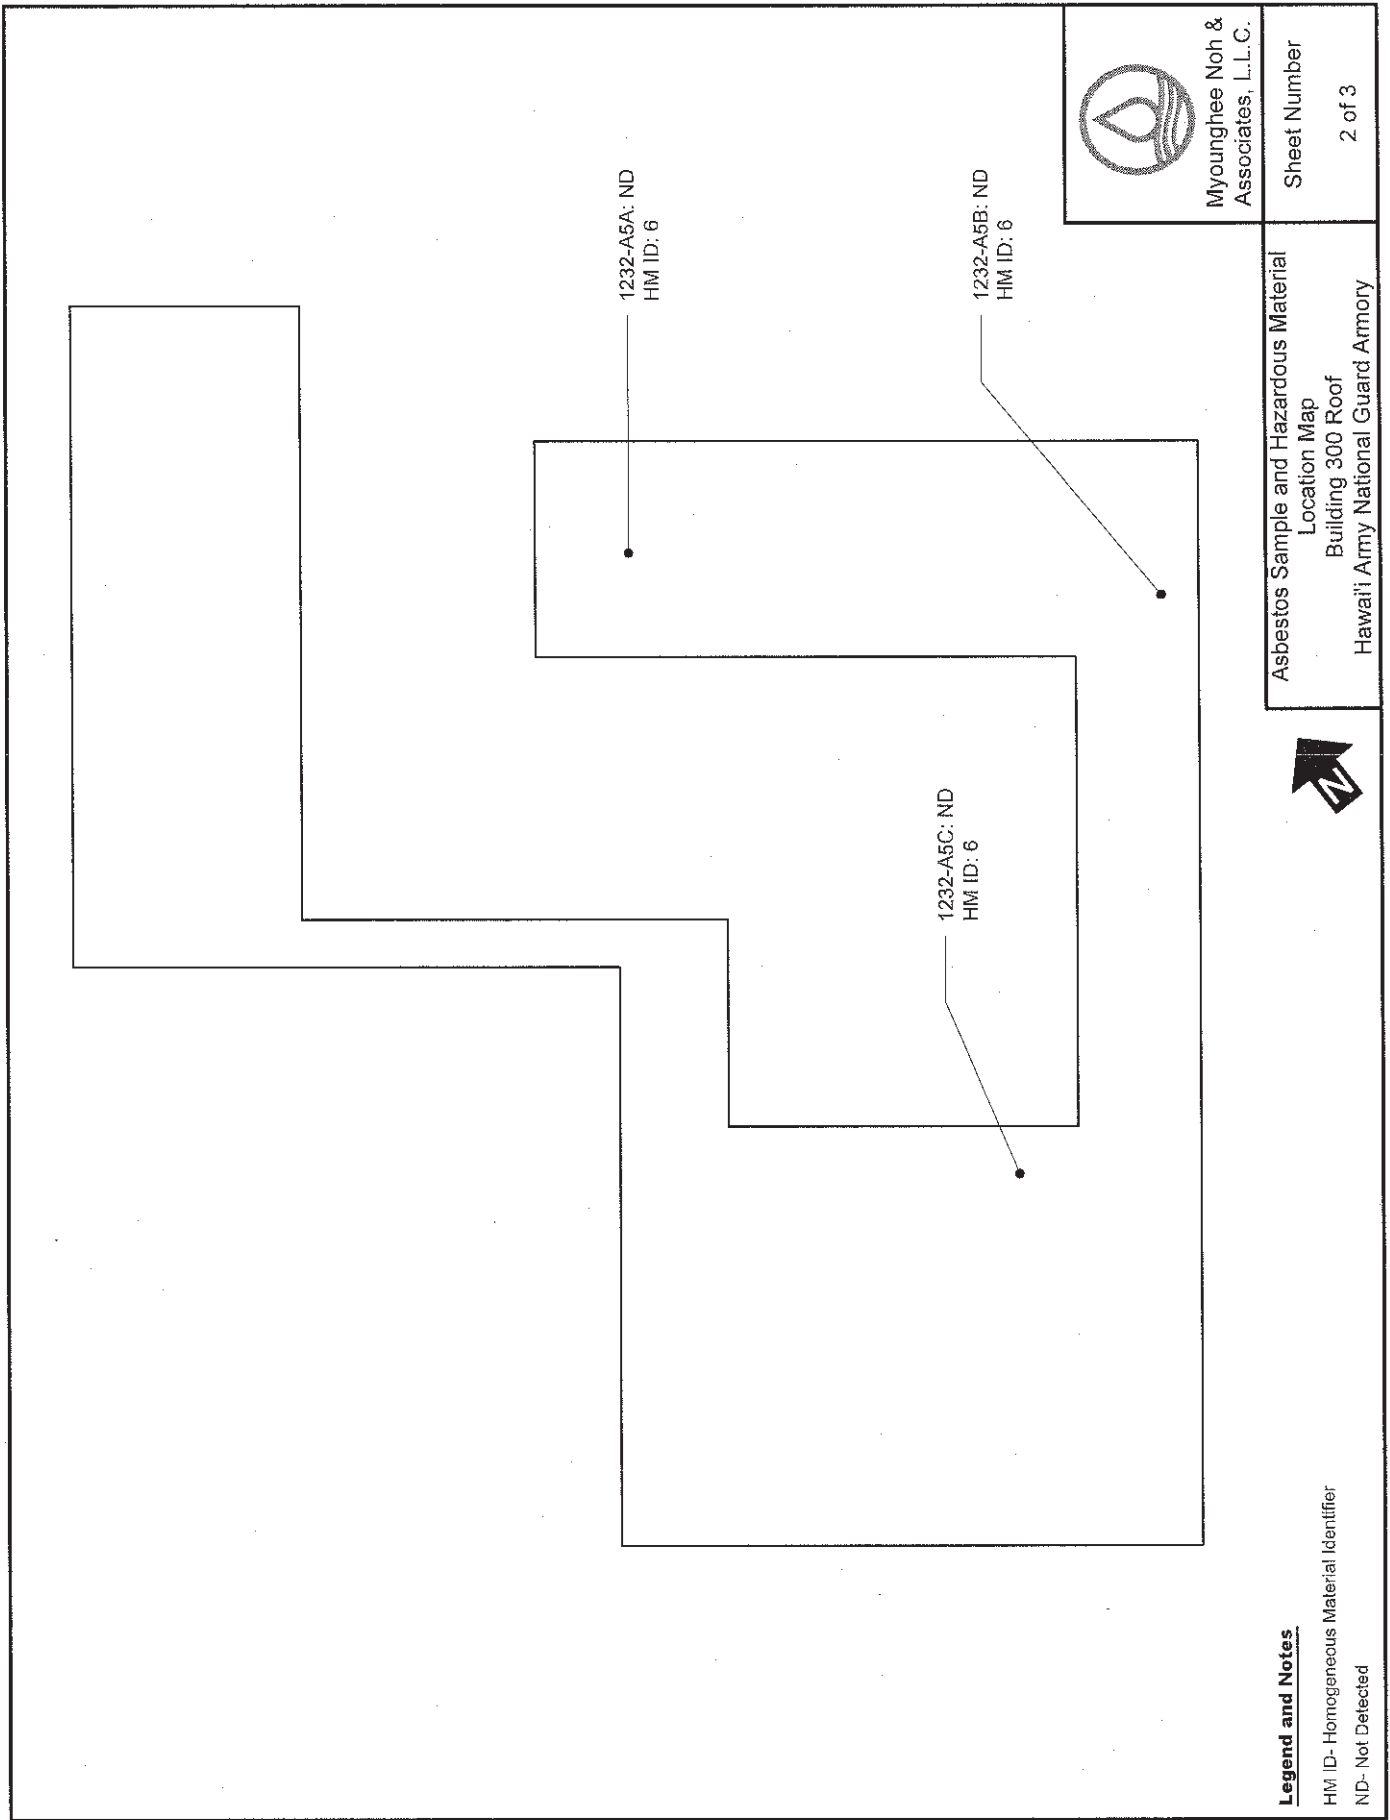 1232-A5A: ND
HM ID: 6
1232-A5C: ND
HM ID: 6
1232-A5B: ND
HM ID: 6
Legend and Notes
HM ID- Homogeneous Material Identifier
ND- Not Detected
N
Asbestos Sample and Hazardous Material
Location Map
Building 300 Roof
Hawai'i Army National Guard Armory
Myounghee Noh &
Associates, L.L.C.
Sheet Number
2 of 3